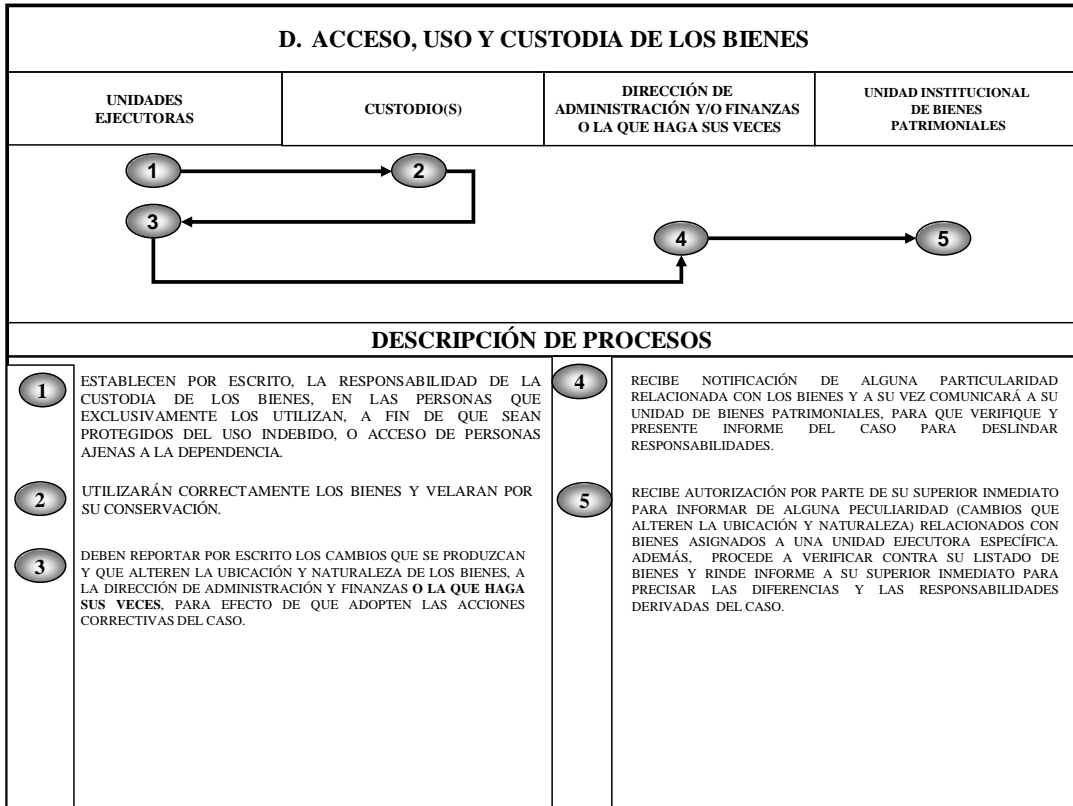 D. ACCESO, USO Y CUSTODIA DE LOS BIENES
UNIDADES
EJECUTORAS
CUSTODIO(S)
DIRECCIÓN DE
ADMINISTRACIÓN Y/O FINANZAS
O LA QUE HAGA SUS VECES
UNIDAD INSTITUCIONAL
DE BIENES
PATRIMONIALES
1
2
3
4
5
DESCRIPCIÓN DE PROCESOS
1
ESTABLECEN POR ESCRITO, LA RESPONSABILIDAD DE LA
CUSTODIA DE LOS BIENES, EN LAS PERSONAS QUE
EXCLUSIVAMENTE LOS UTILIZAN, A FIN DE QUE SEAN
PROTEGIDOS DEL USO INDEBIDO, O ACCESO DE PERSONAS
AJENAS A LA DEPENDENCIA.
2
UTILIZARÁN CORRECTAMENTE LOS BIENES Y VELARAN POR
SU CONSERVACIÓN.
3
DEBEN REPORTAR POR ESCRITO LOS CAMBIOS QUE SE PRODUZCAN
Y QUE ALTEREN LA UBICACIÓN Y NATURALEZA DE LOS BIENES, A
LA DIRECCIÓN DE ADMINISTRACIÓN Y FINANZAS O LA QUE HAGA
SUS VECES, PARA EFECTO DE QUE ADOPTEN LAS ACCIONES
CORRECTIVAS DEL CASO.
4
RECIBE NOTIFICACIÓN DE ALGUNA PARTICULARIDAD
RELACIONADA CON LOS BIENES Y A SU VEZ COMUNICARÁ A SU
UNIDAD DE BIENES PATRIMONIALES, PARA QUE VERIFIQUE Y
PRESENTE INFORME DEL CASO PARA DESLINDAR
RESPONSABILIDADES.
5
RECIBE AUTORIZACIÓN POR PARTE DE SU SUPERIOR INMEDIATO
PARA INFORMAR DE ALGUNA PECULIARIDAD (CAMBIOS QUE
ALTEREN LA UBICACIÓN Y NATURALEZA) RELACIONADOS CON
BIENES ASIGNADOS A UNA UNIDAD EJECUTORA ESPECÍFICA.
ADEMÁS, PROCEDE A VERIFICAR CONTRA SU LISTADO DE
BIENES Y RINDE INFORME A SU SUPERIOR INMEDIATO PARA
PRECISAR LAS DIFERENCIAS Y LAS RESPONSABILIDADES
DERIVADAS DEL CASO.